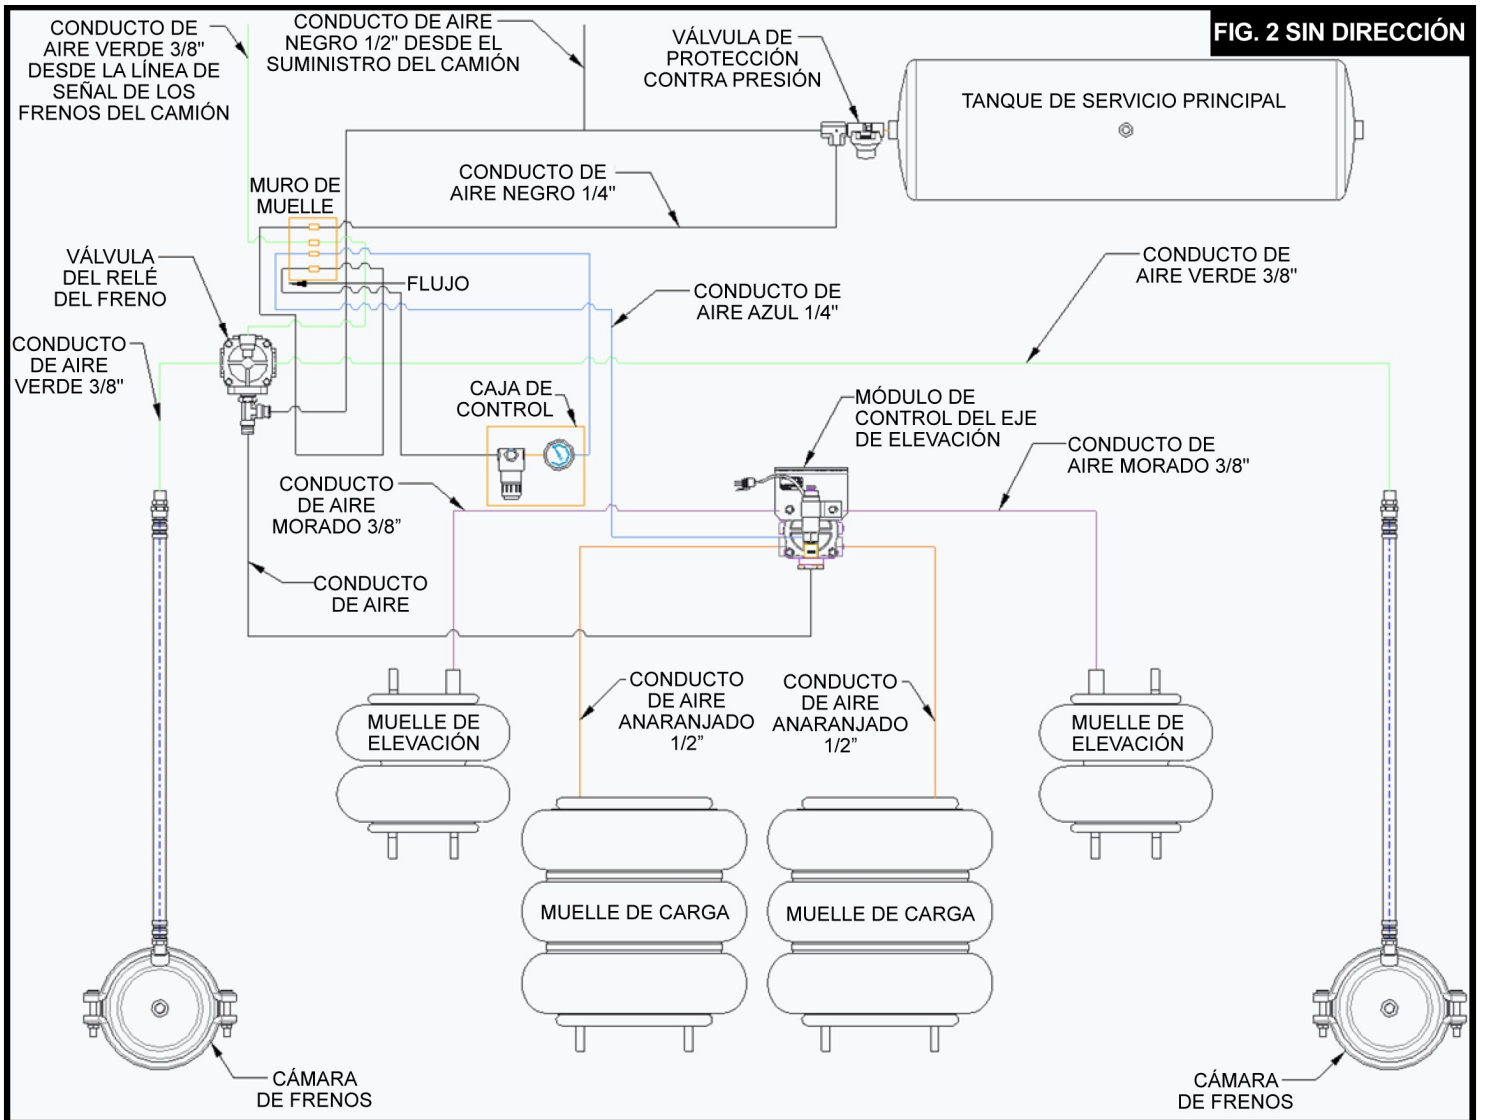 CONDUCTO DE
AIRE VERDE 3/8"
DESDE LA LÍNEA DE
SEÑAL DE LOS
FRENOS DEL CAMIÓN
CONDUCTO DE AIRE
NEGRO 1/2" DESDE EL
SUMINISTRO DEL CAMIÓN
VÁLVULA DE
PROTECCIÓN
CONTRA PRESIÓN
FIG. 2 SIN DIRECCIÓN
TANQUE DE SERVICIO PRINCIPAL
CONDUCTO DE
AIRE NEGRO 1/4"
MURO DE
MUELLE
VÁLVULA
DEL RELÉ
DEL FRENO
FLUJO
CONDUCTO DE
AIRE AZUL 1/4"
CONDUCTO DE
AIRE VERDE 3/8"
CONDUCTO
DE AIRE
VERDE 3/8"
CAJA DE
CONTROL
MÓDULO DE
CONTROL DEL EJE
DE ELEVACIÓN
CONDUCTO DE
AIRE MORADO 3/8"
CONDUCTO
DE AIRE
MORADO 3/8”
CONDUCTO
DE AIRE
CONDUCTO
DE AIRE
ANARANJADO
1/2”
CONDUCTO
DE AIRE
ANARANJADO
1/2”
MUELLE DE
ELEVACIÓN
MUELLE DE
ELEVACIÓN
MUELLE DE CARGA
MUELLE DE CARGA
CÁMARA
DE FRENOS
CÁMARA
DE FRENOS